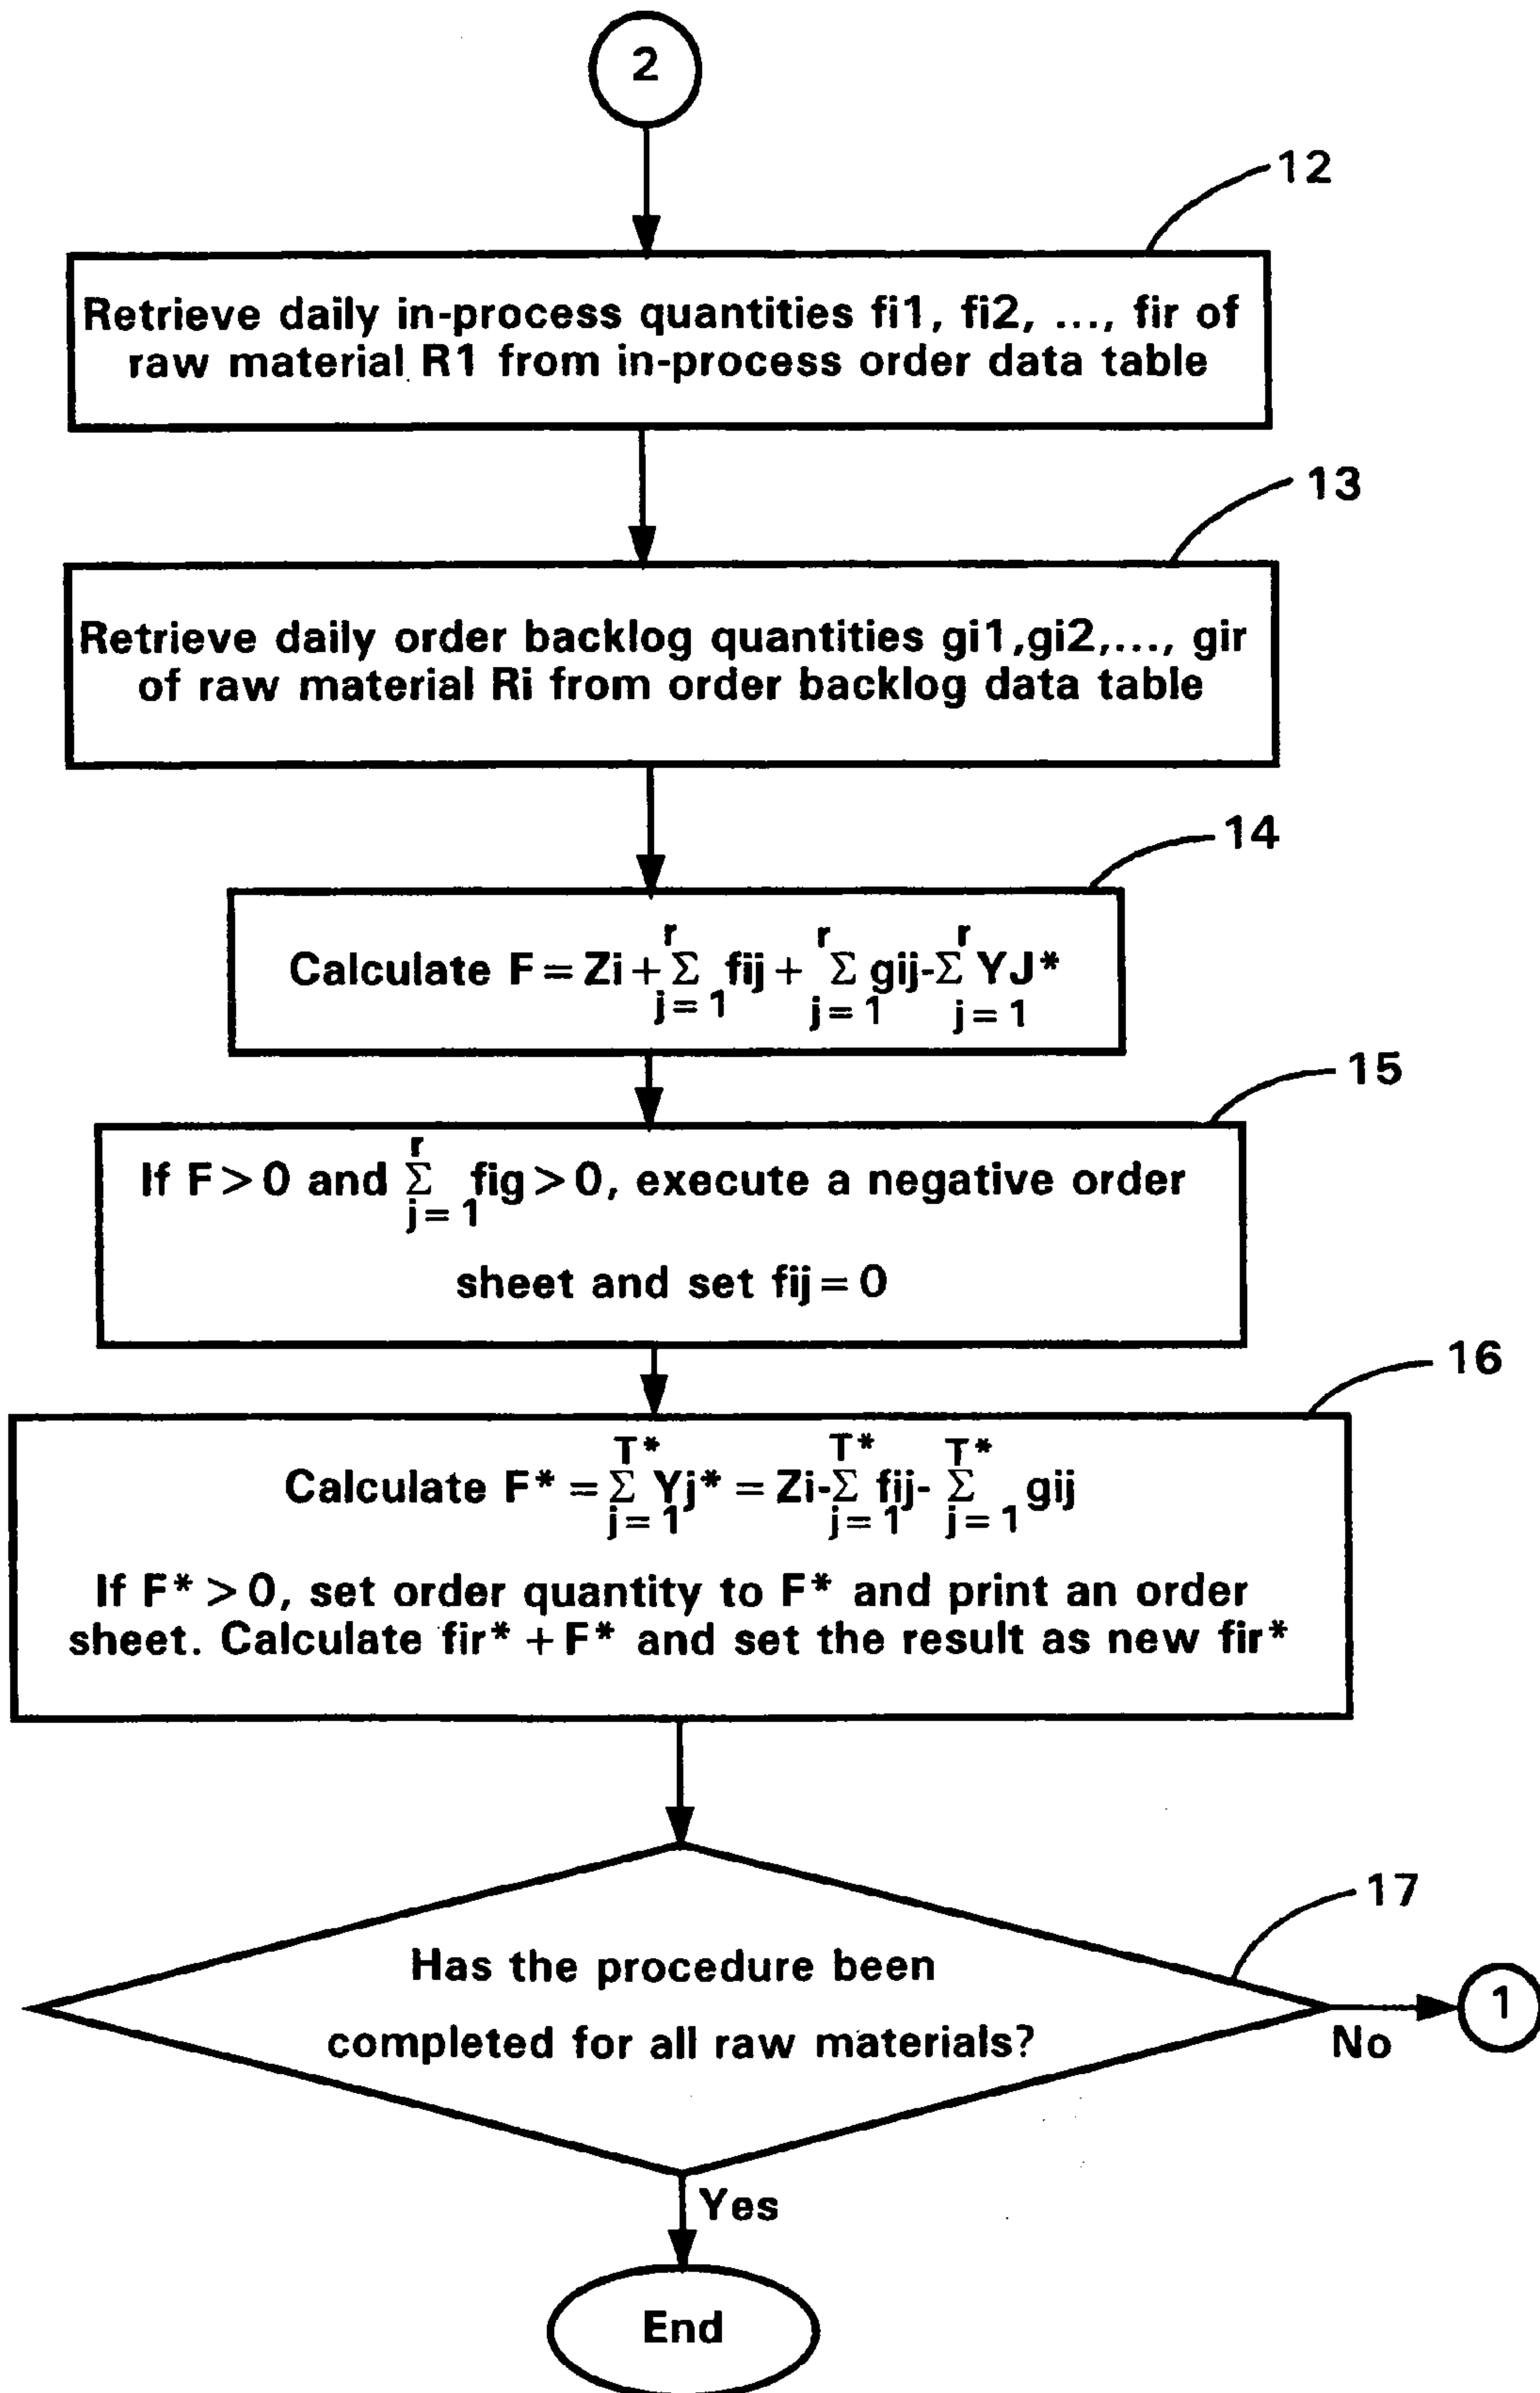 2
12
Retrieve daily in-process quantities fi1, fi2, ..., fir of
raw material R1 from in-process order data table
13
Retrieve daily order backlog quantities gi1,gi2,..., gir
of raw material Ri from order backlog data table
14
r r r
Calculate F = Zi + Σ fij + Σ gij - Σ YJ*
j = 1 j = 1 j = 1
15
r
If F > 0 and Σ fig > 0, execute a negative order
j = 1
sheet and set fij = 0
16
T* T* T*
Calculate F* = Σ Yj* = Zi - Σ fij - Σ gij
j = 1 j = 1 j = 1
If F* > 0, set order quantity to F* and print an order
sheet. Calculate fir* + F* and set the result as new fir*
17
Has the procedure been
completed for all raw materials?
1
No
Yes
End